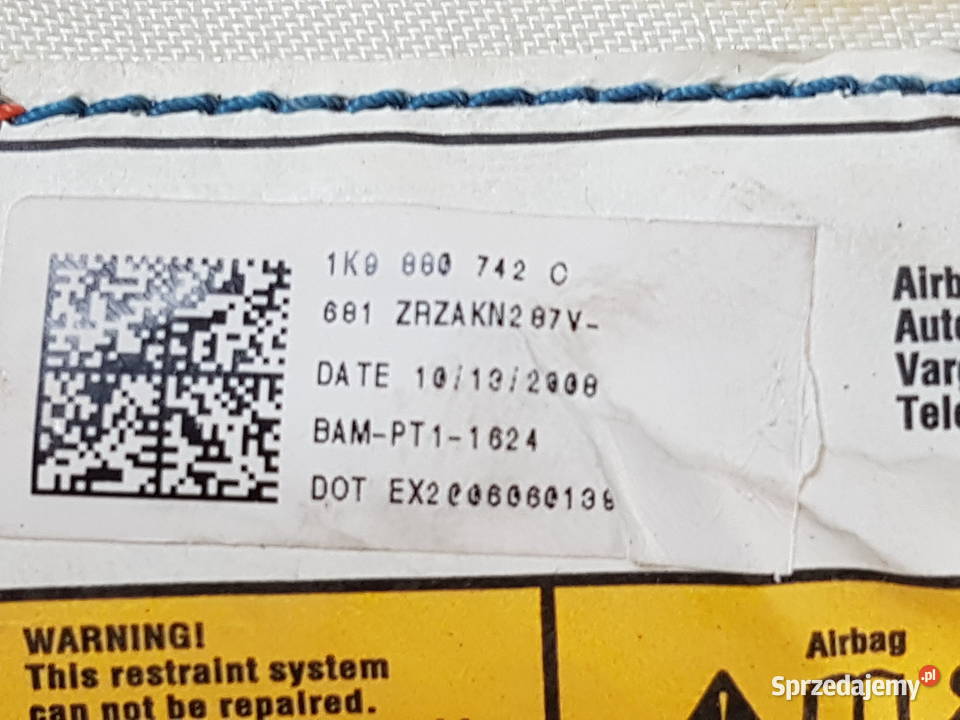 1K9 880 742 C
681 ZRZAKN287V-
DATE 10/13/2008
BAM-PT1-1624
DOT EX2006060139
Airb
Auto
Varg
Tele
WARNING!
This restraint system
can not be repaired.
Airbag
Sprzedajemy.pl